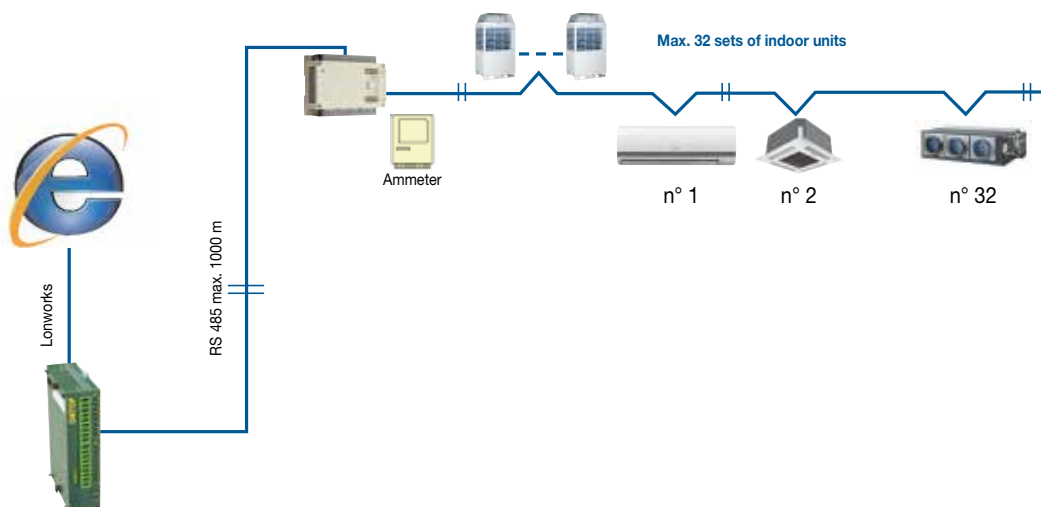 Max. 32 sets of indoor units
Ammeter
n° 1
n° 2
n° 32
RS 485 max. 1000 m
Lonworks